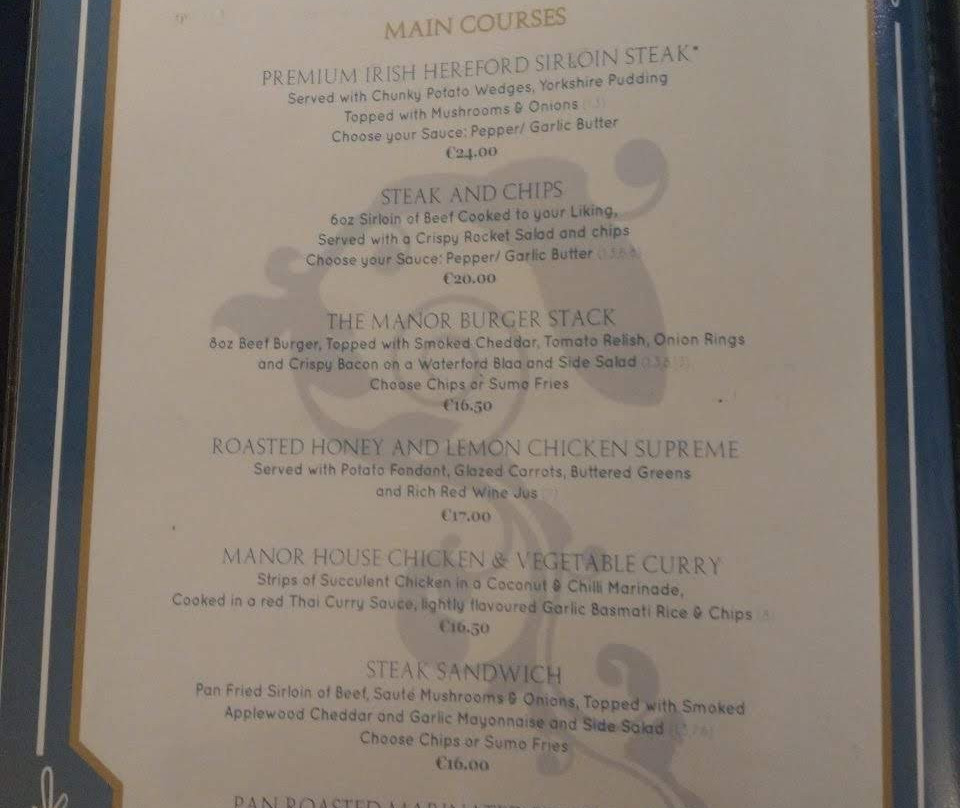 MAIN COURSES
PREMIUM IRISH HEREFORD SIRLOIN STEAK*
Served with Chunky Potato Wedges, Yorkshire Pudding
Topped with Mushrooms & Onions
Choose your Sauce: Pepper/ Garlic Butter
€24.00
STEAK AND CHIPS
6oz Sirloin of Beef Cooked to your Liking,
Served with a Crispy Rocket Salad and chips
Choose your Sauce: Pepper/ Garlic Butter
€20.00
THE MANOR BURGER STACK
8oz Beef Burger, Topped with Smoked Cheddar, Tomato Relish, Onion Rings
and Crispy Bacon on a Waterford Blaa and Side Salad
Choose Chips or Sumo Fries
€16.50
ROASTED HONEY AND LEMON CHICKEN SUPREME
Served with Potato Fondant, Glazed Carrots, Buttered Greens
and Rich Red Wine Jus
€17.00
MANOR HOUSE CHICKEN & VEGETABLE CURRY
Strips of Succulent Chicken in a Coconut & Chilli Marinade,
Cooked in a red Thai Curry Sauce, lightly flavoured Garlic Basmati Rice & Chips
€16.50
STEAK SANDWICH
Pan Fried Sirloin of Beef, Sauté Mushrooms & Onions, Topped with Smoked
Applewood Cheddar and Garlic Mayonnaise and Side Salad
Choose Chips or Sumo Fries
€16.00
PAN ROASTED